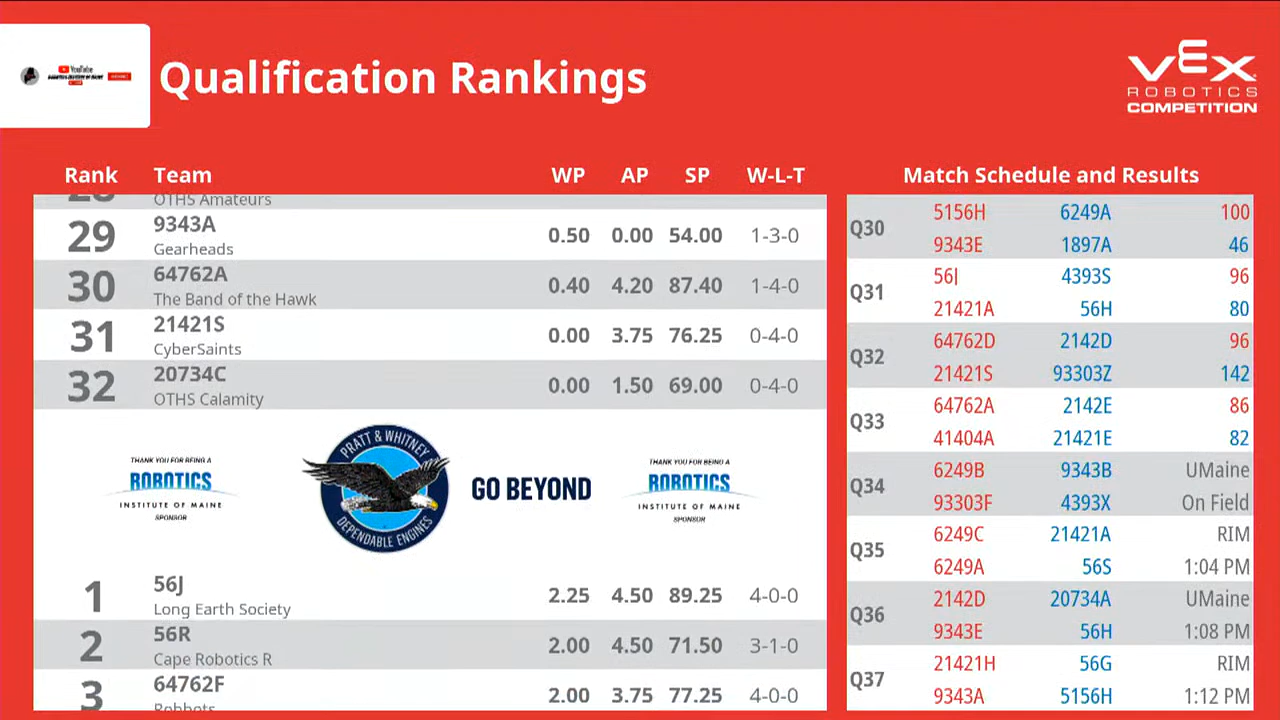 YouTube
Qualification Rankings
VEX
ROBOTICS
COMPETITION
Rank Team WP AP SP W-L-T
28 OTHS Amateurs
29 9343A 0.50 0.00 54.00 1-3-0
Gearheads
30 64762A 0.40 4.20 87.40 1-4-0
The Band of the Hawk
31 21421S 0.00 3.75 76.25 0-4-0
CyberSaints
32 20734C 0.00 1.50 69.00 0-4-0
OTHS Calamity
THANK YOU FOR BEING A
ROBOTICS
INSTITUTE OF MAINE
SPONSOR
PRATT & WHITNEY
DEPENDABLE ENGINES
GO BEYOND
THANK YOU FOR BEING A
ROBOTICS
INSTITUTE OF MAINE
SPONSOR
1 56J 2.25 4.50 89.25 4-0-0
Long Earth Society
2 56R 2.00 4.50 71.50 3-1-0
Cape Robotics R
3 64762F 2.00 3.75 77.25 4-0-0
Robbots
Match Schedule and Results
Q30 5156H 6249A 100
9343E 1897A 46
Q31 56J 4393S 96
21421A 56H 80
Q32 64762D 2142D 96
21421S 93303Z 142
Q33 64762A 2142E 86
41404A 21421E 82
Q34 6249B 9343B UMaine
93303F 4393X On Field
Q35 6249C 21421A RIM
6249A 56S 1:04 PM
Q36 2142D 20734A UMaine
9343E 56H 1:08 PM
Q37 21421H 56G RIM
9343A 5156H 1:12 PM